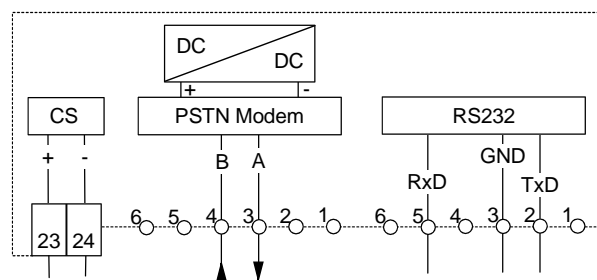 DC
DC
+ -
CS PSTN Modem RS232
+ - B A GND
RxD TxD
6 5 4 3 2 1 6 5 4 3 2 1
23 24